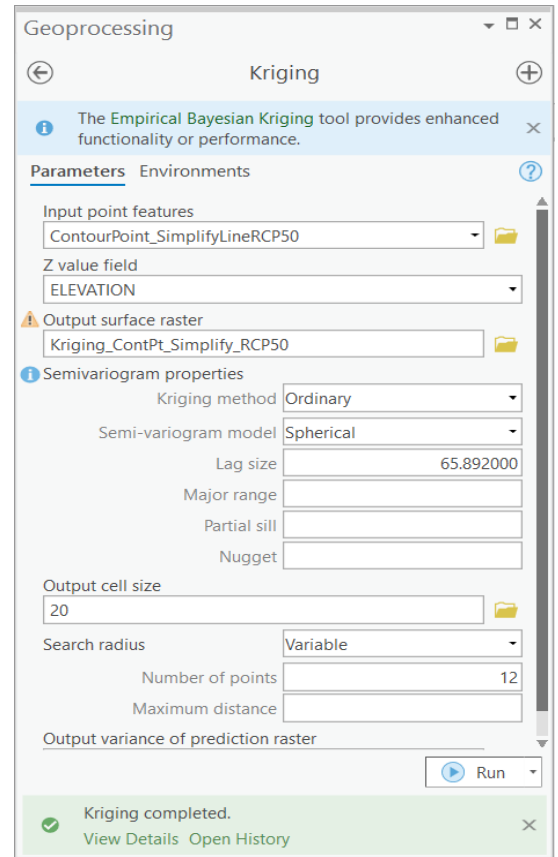 Geoprocessing
Kriging
The Empirical Bayesian Kriging tool provides enhanced
functionality or performance.
Parameters Environments
Input point features
ContourPoint_SimplifyLineRCP50
Z value field
ELEVATION
Output surface raster
Kriging_ContPt_Simplify_RCP50
Semivariogram properties
Kriging method Ordinary
Semi-variogram model Spherical
Lag size 65.892000
Major range
Partial sill
Nugget
Output cell size
20
Search radius Variable
Number of points 12
Maximum distance
Output variance of prediction raster
Run
Kriging completed.
View Details Open History